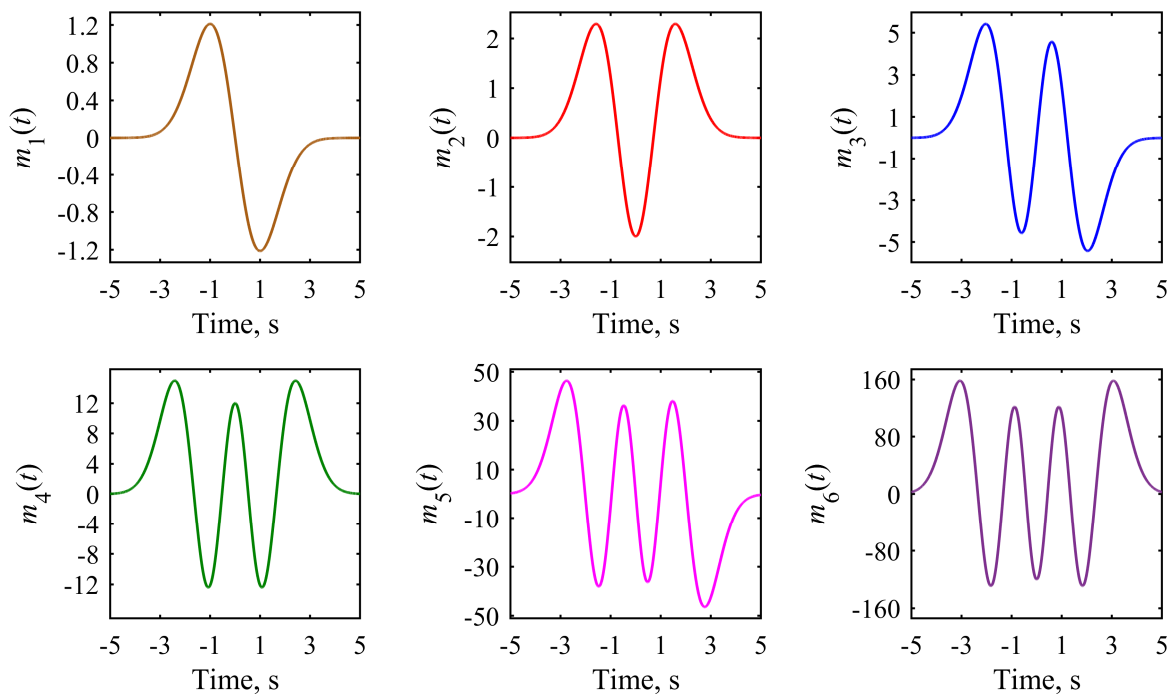 m₁(t)
1.2
0.8
0.4
0
-0.4
-0.8
-1.2
-5 -3 -1 1 3 5
Time, s
m₂(t)
2
1
0
-1
-2
-5 -3 -1 1 3 5
Time, s
m₃(t)
5
3
1
-1
-3
-5
-5 -3 -1 1 3 5
Time, s
m₄(t)
12
8
4
0
-4
-8
-12
-5 -3 -1 1 3 5
Time, s
m₅(t)
50
30
10
-10
-30
-50
-5 -3 -1 1 3 5
Time, s
m₆(t)
160
80
0
-80
-160
-5 -3 -1 1 3 5
Time, s